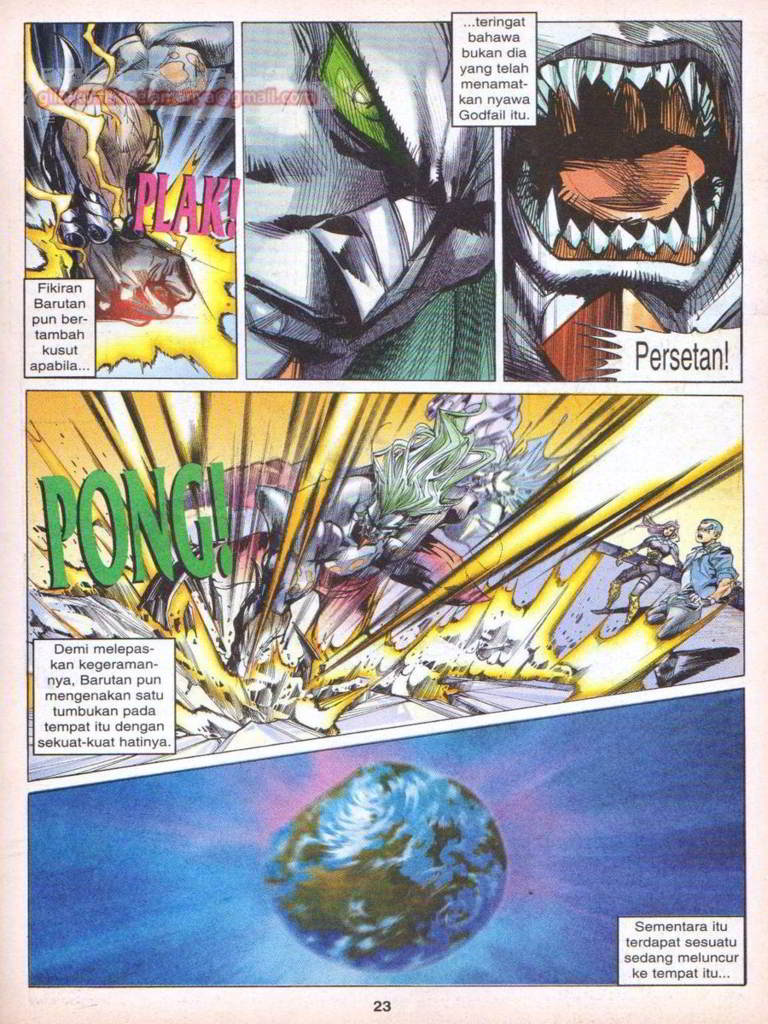 PLAK!
Fikiran
Barutan
pun ber-
tambah
kusut
apabila...
...teringat
bahawa
bukan dia
yang telah
menamat-
kan nyawa
Godfail itu.
Persetan!
PONG!
Demi melepas-
kan kegeraman-
nya, Barutan pun
mengenakan satu
tumbukan pada
tempat itu dengan
sekuat-kuat hatinya.
Sementara itu
terdapat sesuatu
sedang meluncur
ke tempat itu...
23